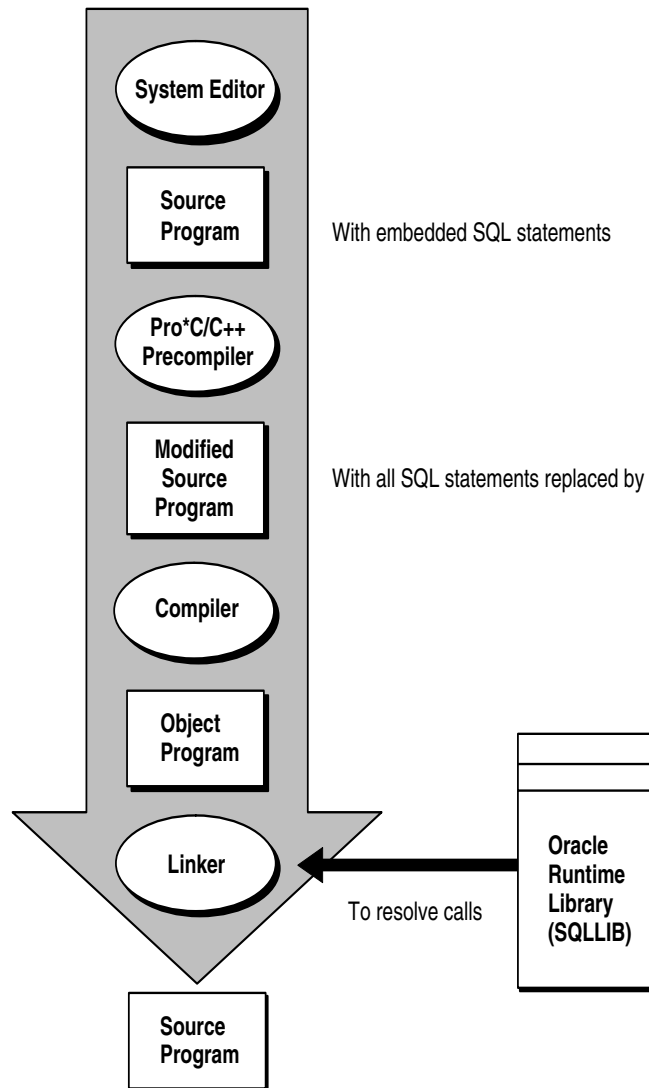 System Editor
Source
Program
With embedded SQL statements
Pro*C/C++
Precompiler
Modified
Source
Program
With all SQL statements replaced by
Compiler
Object
Program
Linker
To resolve calls
Oracle
Runtime
Library
(SQLLIB)
Source
Program